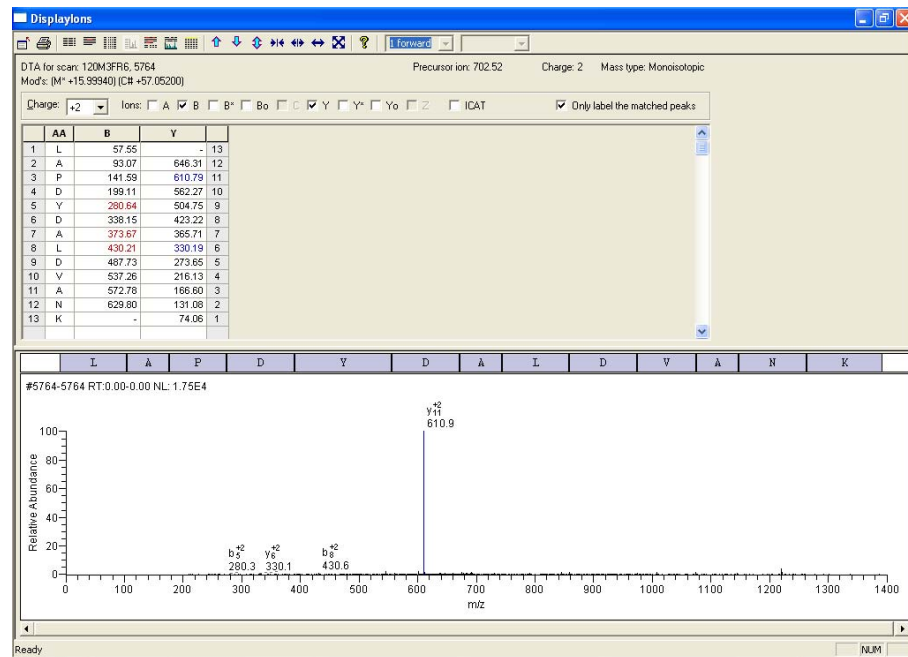 DisplayIons
1 forward
DTA for scan: 120M3FR6, 5764 Precursor ion: 702.52 Charge: 2 Mass type: Monoisotopic
Mod's: (M* +15.99940) (C# +57.05200)
Charge: +2 Ions: A B B* Bo C Y Y* Yo Z ICAT Only label the matched peaks
AA B Y
1 L 57.55 - 13
2 A 93.07 646.31 12
3 P 141.59 610.79 11
4 D 199.11 562.27 10
5 Y 280.64 504.75 9
6 D 338.15 423.22 8
7 A 373.67 365.71 7
8 L 430.21 330.19 6
9 D 487.73 273.65 5
10 V 537.26 216.13 4
11 A 572.78 166.60 3
12 N 629.80 131.08 2
13 K - 74.06 1
L A P D Y D A L D V A N K
#5764-5764 RT:0.00-0.00 NL: 1.75E4
y11+2
610.9
100
80
60
40
20
0
Relative Abundance
b5+2 y6+2 b8+2
280.3 330.1 430.6
0 100 200 300 400 500 600 700 800 900 1000 1100 1200 1300 1400
m/z
Ready NUM